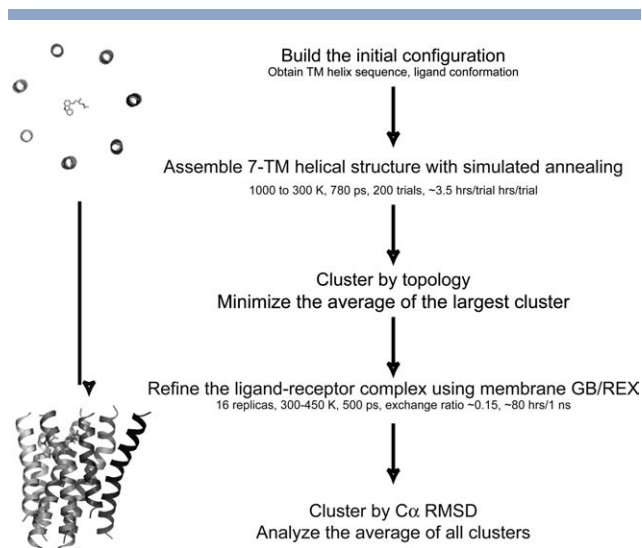 Build the initial configuration
Obtain TM helix sequence, ligand conformation
Assemble 7-TM helical structure with simulated annealing
1000 to 300 K, 780 ps, 200 trials, ~3.5 hrs/trial hrs/trial
Cluster by topology
Minimize the average of the largest cluster
Refine the ligand-receptor complex using membrane GB/REX
16 replicas, 300-450 K, 500 ps, exchange ratio ~0.15, ~80 hrs/1 ns
Cluster by Cα RMSD
Analyze the average of all clusters